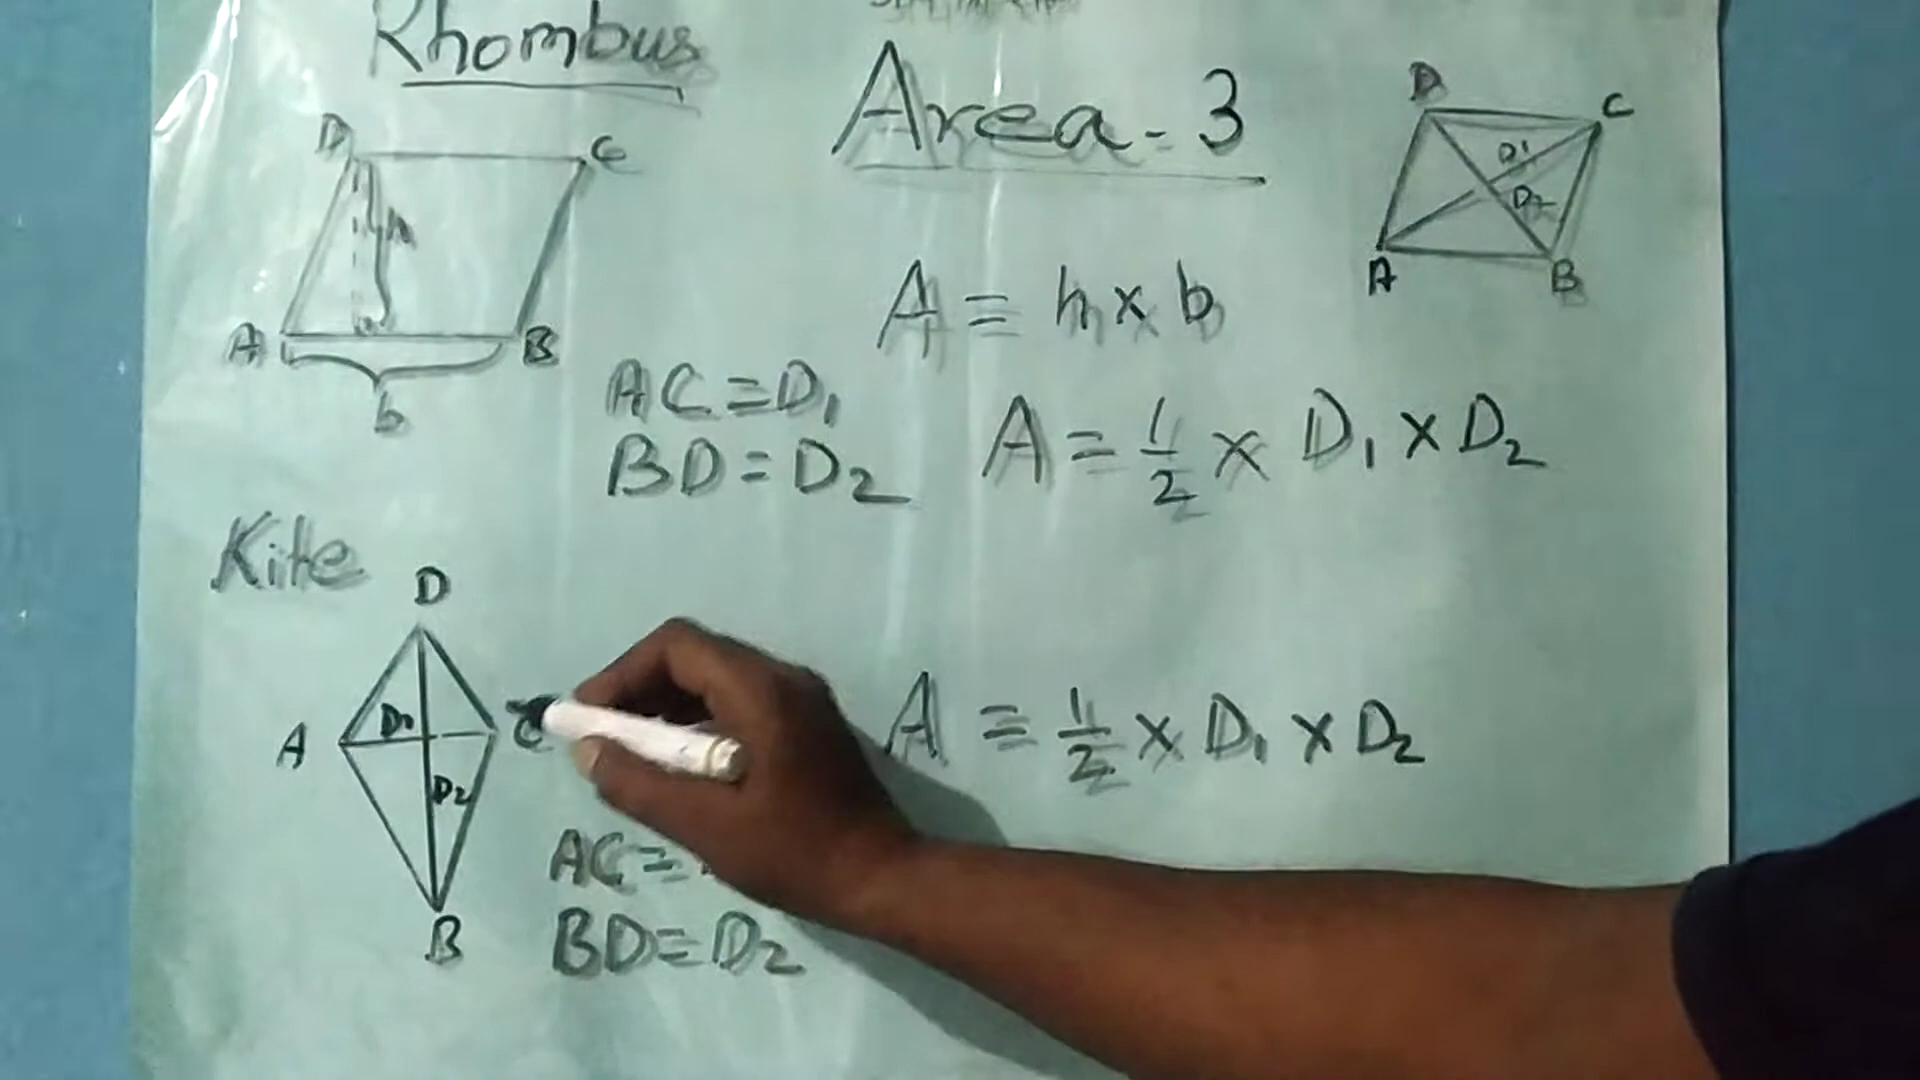 Rhombus
Area - 3
D C
h
A B
b
D C
D1
D2
A B
A = h x b
AC = D1
BD = D2
A = 1/2 x D1 x D2
Kite
D
A D1 C
D2
B
A = 1/2 x D1 x D2
AC =
BD = D2